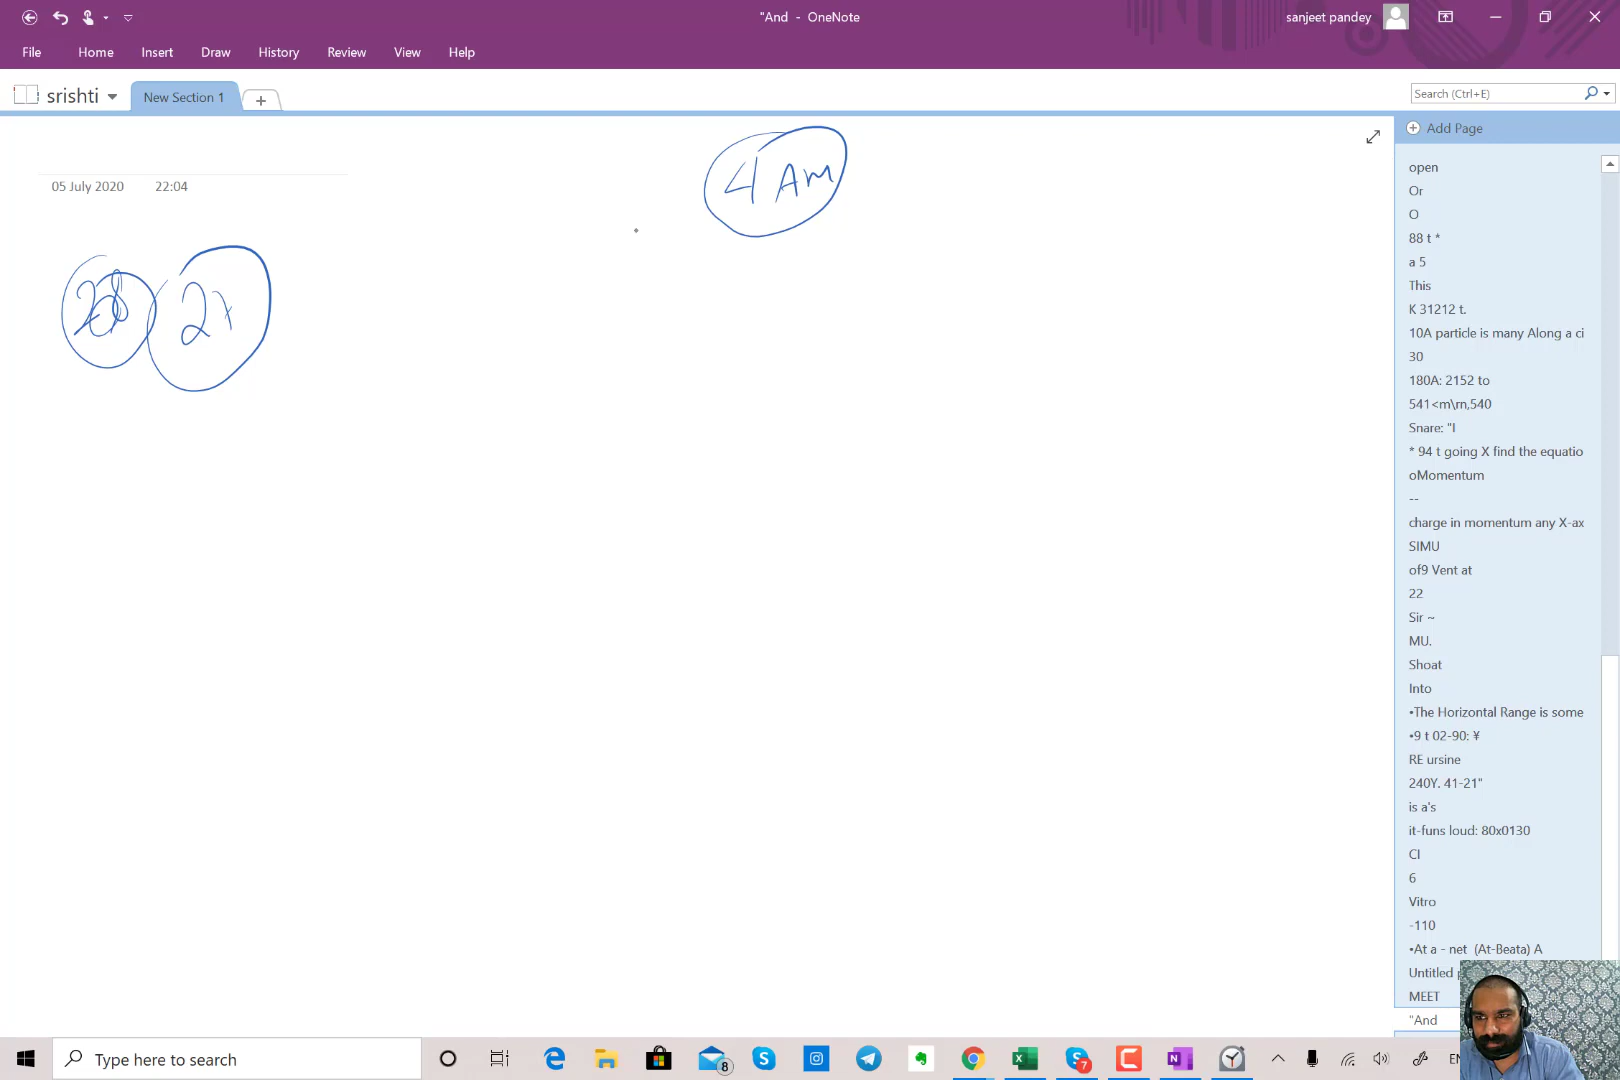 "And - OneNote
sanjeet pandey
File Home Insert Draw History Review View Help
srishti
New Section 1
Search (Ctrl+E)
Add Page
05 July 2020 22:04
4 Am
28
2x
open
Or
O
88 t *
a 5
This
K 31212 t.
10A particle is many Along a ci
30
180A: 2152 to
541<m\rn,540
Snare: "I
* 94 t going X find the equatio
oMomentum
--
charge in momentum any X-ax
SIMU
of9 Vent at
22
Sir ~
MU.
Shoat
Into
•The Horizontal Range is some
•9 t 02-90: ¥
RE ursine
240Y. 41-21"
is a's
it-funs loud: 80x0130
CI
6
Vitro
-110
•At a - net (At-Beata) A
Untitled
MEET
"And
Type here to search
8
7